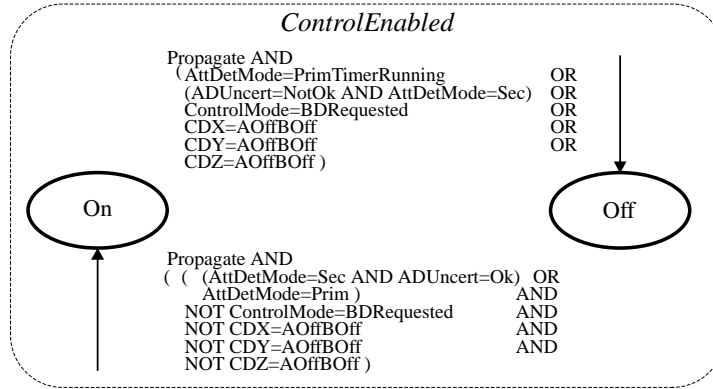 ControlEnabled
Propagate AND
(AttDetMode=PrimTimerRunning OR
(ADUncert=NotOk AND AttDetMode=Sec) OR
ControlMode=BDRequested OR
CDX=AOffBOff OR
CDY=AOffBOff OR
CDZ=AOffBOff )
On
Off
Propagate AND
( ( (AttDetMode=Sec AND ADUncert=Ok) OR
AttDetMode=Prim ) AND
NOT ControlMode=BDRequested AND
NOT CDX=AOffBOff AND
NOT CDY=AOffBOff AND
NOT CDZ=AOffBOff )